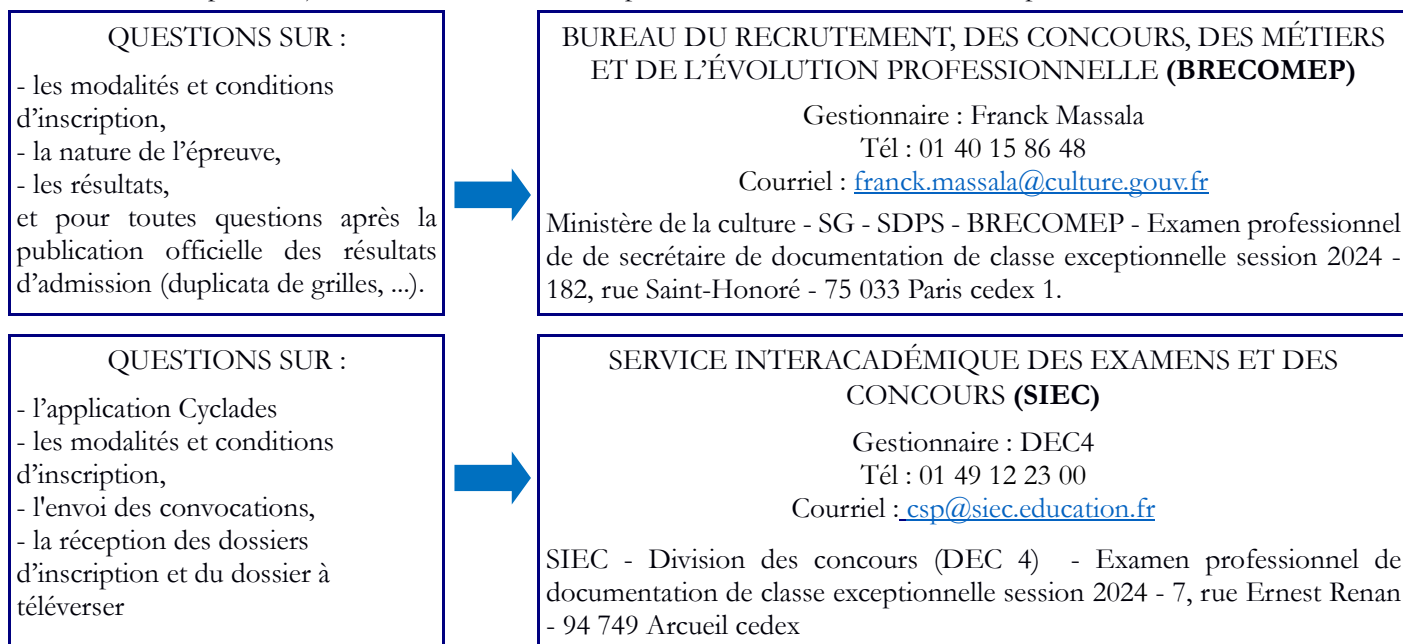 QUESTIONS SUR :
- les modalités et conditions
d'inscription,
- la nature de l'épreuve,
- les résultats,
et pour toutes questions après la
publication officielle des résultats
d'admission (duplicata de grilles, ...).
BUREAU DU RECRUTEMENT, DES CONCOURS, DES MÉTIERS
ET DE L'ÉVOLUTION PROFESSIONNELLE (BRECOMEP)
Gestionnaire : Franck Massala
Tél : 01 40 15 86 48
Courriel : franck.massala@culture.gouv.fr
Ministère de la culture - SG - SDPS - BRECOMEP - Examen professionnel
de de secrétaire de documentation de classe exceptionnelle session 2024 -
182, rue Saint-Honoré - 75 033 Paris cedex 1.
QUESTIONS SUR :
- l'application Cyclades
- les modalités et conditions
d'inscription,
- l'envoi des convocations,
- la réception des dossiers
d'inscription et du dossier à
téléverser
SERVICE INTERACADÉMIQUE DES EXAMENS ET DES
CONCOURS (SIEC)
Gestionnaire : DEC4
Tél : 01 49 12 23 00
Courriel : csp@siec.education.fr
SIEC - Division des concours (DEC 4) - Examen professionnel de
documentation de classe exceptionnelle session 2024 - 7, rue Ernest Renan
- 94 749 Arcueil cedex